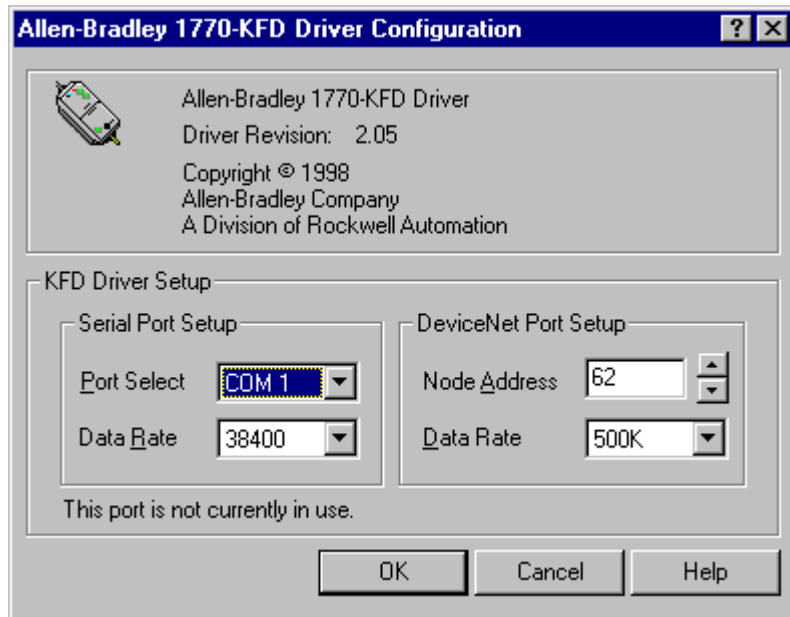 Allen-Bradley 1770-KFD Driver Configuration
Allen-Bradley 1770-KFD Driver
Driver Revision: 2.05
Copyright © 1998
Allen-Bradley Company
A Division of Rockwell Automation
KFD Driver Setup
Serial Port Setup
Port Select COM 1
Data Rate 38400
DeviceNet Port Setup
Node Address 62
Data Rate 500K
This port is not currently in use.
OK Cancel Help